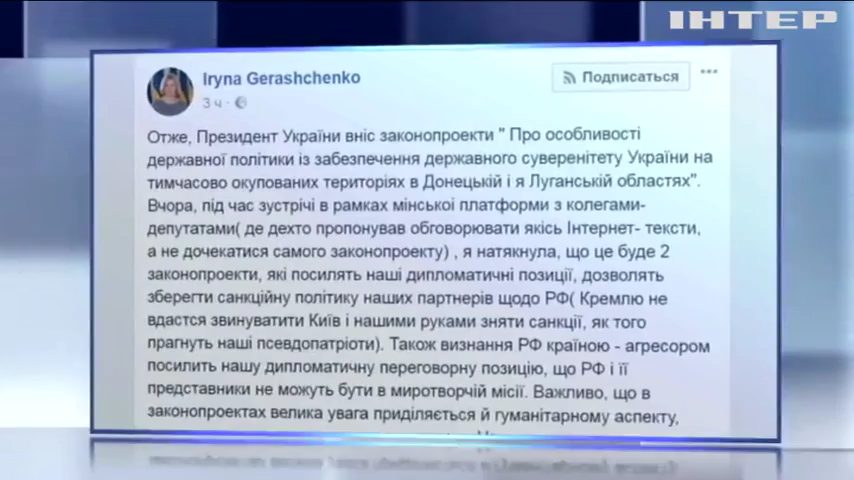 ІНТЕР
Iryna Gerashchenko
Подписаться
3 ч ·
Отже, Президент України вніс законопроекти " Про особливості
державної політики із забезпечення державного суверенітету України на
тимчасово окупованих територіях в Донецькій і я Луганській областях".
Вчора, під час зустрічі в рамках мінської платформи з колегами-
депутатами( де дехто пропонував обговорювати якісь Інтернет- тексти,
а не дочекатися самого законопроекту) , я натякнула, що це буде 2
законопроекти, які посилять наші дипломатичні позиції, дозволять
зберегти санкційну політику наших партнерів щодо РФ( Кремлю не
вдастся звинуватити Київ і нашими руками зняти санкції, як того
прагнуть наші псевдопатріоти). Також визнання РФ країною - агресором
посилить нашу дипломатичну переговорну позицію, що РФ і її
представники не можуть бути в миротворчій місії. Важливо, що в
законопроектах велика увага приділяється й гуманітарному аспекту,